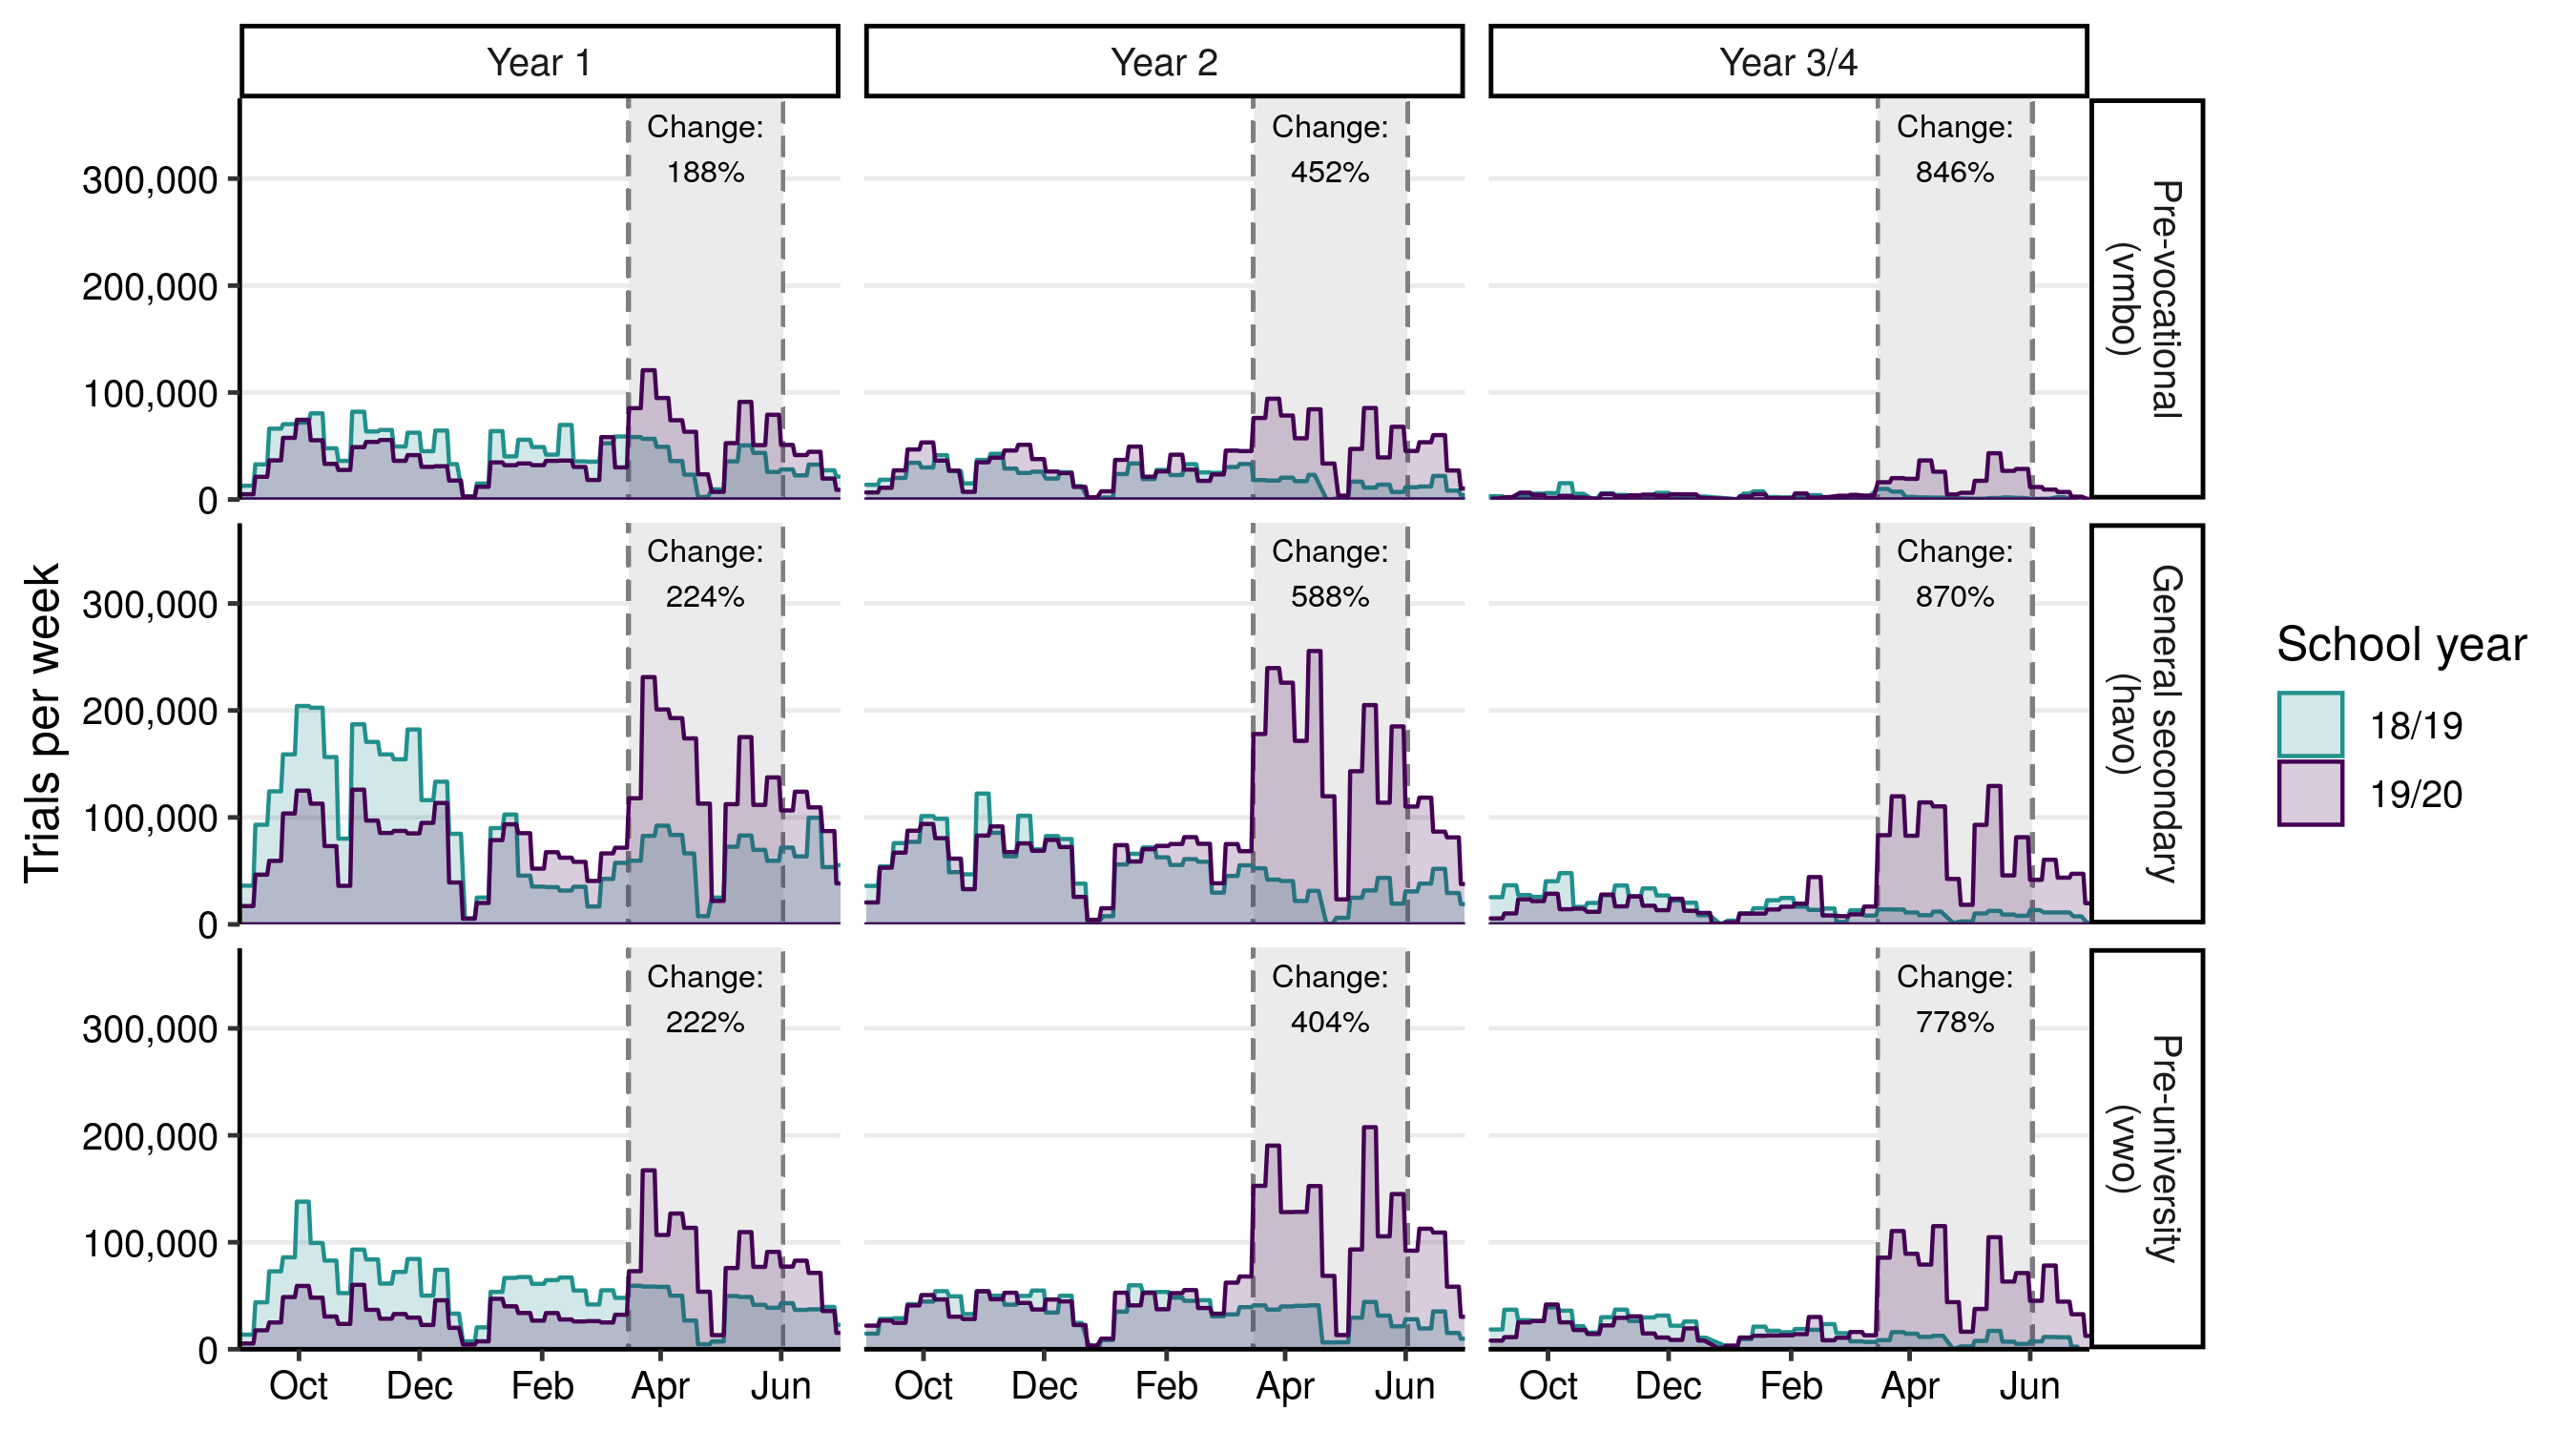 Year 1
Year 2
Year 3/4
Trials per week
300,000
200,000
100,000
0
Change:
188%
Change:
452%
Change:
846%
Pre-vocational
(vmbo)
300,000
200,000
100,000
0
Change:
224%
Change:
588%
Change:
870%
General secondary
(havo)
300,000
200,000
100,000
0
Change:
222%
Change:
404%
Change:
778%
Pre-university
(vwo)
Oct Dec Feb Apr Jun
Oct Dec Feb Apr Jun
Oct Dec Feb Apr Jun
School year
18/19
19/20